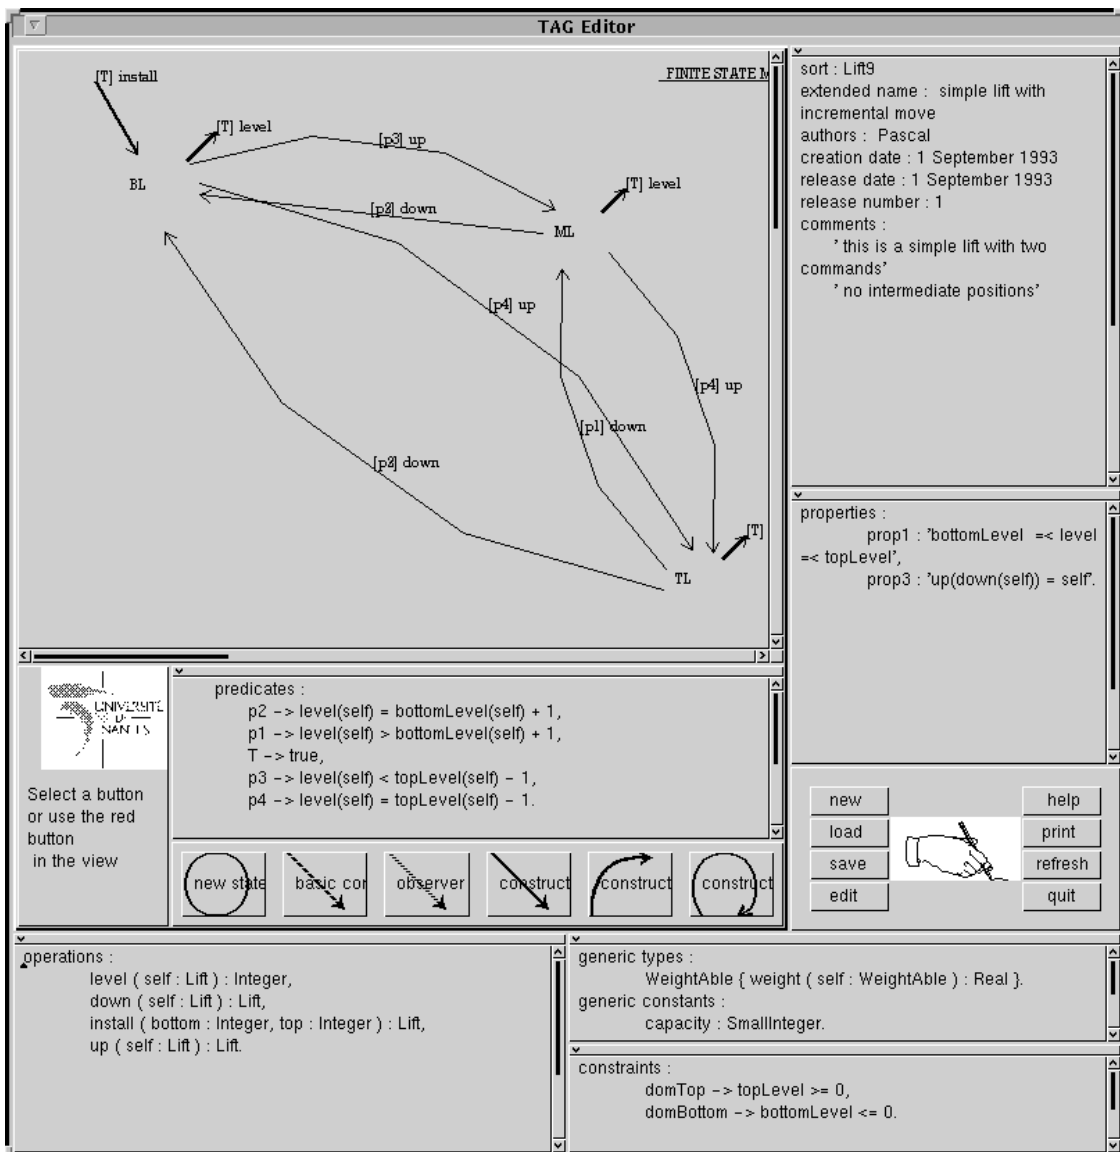 TAG Editor
[T] install
FINITE STATE M
[T] level
[p3] up
BL
[T] level
[p2] down
ML
[p4] up
[p4] up
[p1] down
[p2] down
[T]
TL
sort : Lift9
extended name : simple lift with
incremental move
authors : Pascal
creation date : 1 September 1993
release date : 1 September 1993
release number : 1
comments :
' this is a simple lift with two
commands'
' no intermediate positions'
properties :
prop1 : 'bottomLevel =< level
=< topLevel',
prop3 : 'up(down(self)) = self'.
UNIVERSITÉ
NANTES
Select a button
or use the red
button
in the view
predicates :
p2 -> level(self) = bottomLevel(self) + 1,
p1 -> level(self) > bottomLevel(self) + 1,
T -> true,
p3 -> level(self) < topLevel(self) - 1,
p4 -> level(self) = topLevel(self) - 1.
new state
basic cor
observer
construct
construct
construct
new
help
load
print
save
refresh
edit
quit
operations :
level ( self : Lift ) : Integer,
down ( self : Lift ) : Lift,
install ( bottom : Integer, top : Integer ) : Lift,
up ( self : Lift ) : Lift.
generic types :
WeightAble { weight ( self : WeightAble ) : Real }.
generic constants :
capacity : SmallInteger.
constraints :
domTop -> topLevel >= 0,
domBottom -> bottomLevel <= 0.